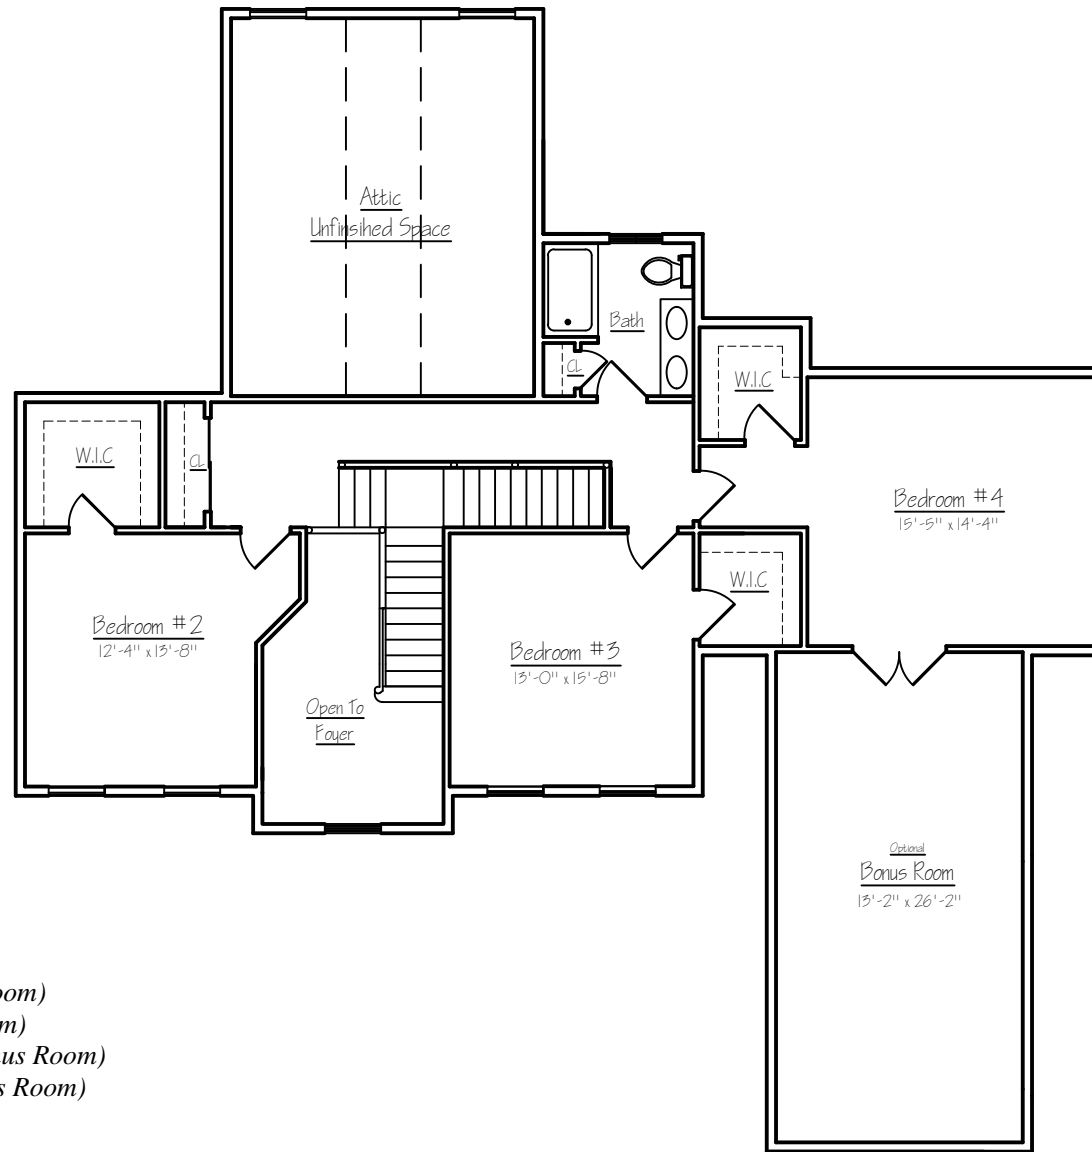 Attic
Unfinsihed Space
Bath
CL
W.I.C
W.I.C
CL
Bedroom #4
15'-5" x 14'-4"
W.I.C
Bedroom #2
12'-4" x 13'-8"
Bedroom #3
13'-0" x 15'-8"
Open To
Foyer
Optional
Bonus Room
13'-2" x 26'-2"
oom)
m)
nus Room)
s Room)